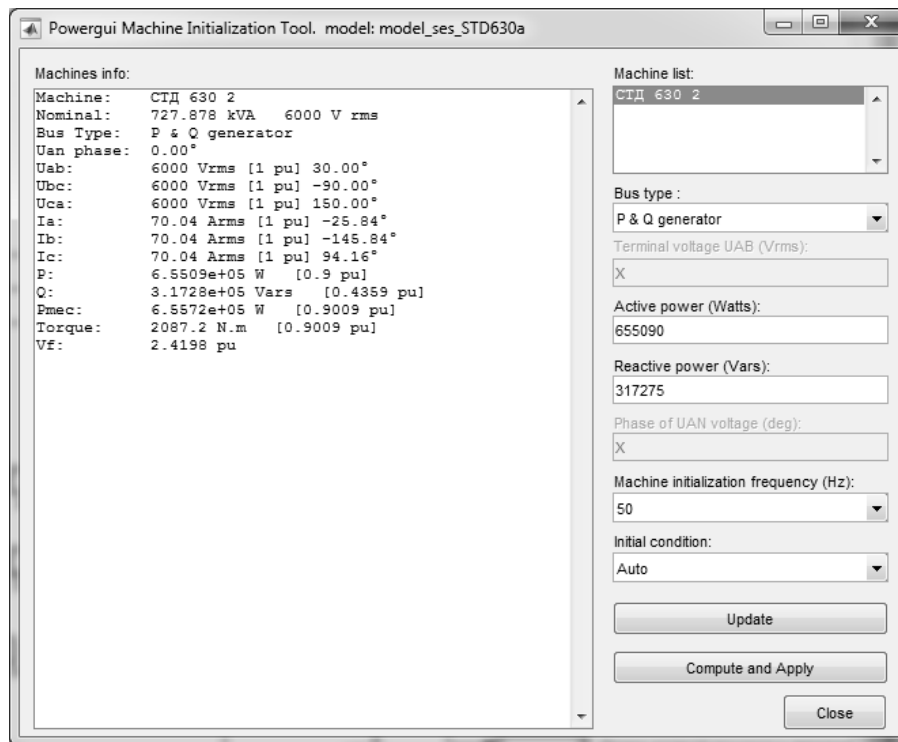 Powergui Machine Initialization Tool. model: model_ses_STD630a
Machines info:
Machine: СТД 630 2
Nominal: 727.878 kVA 6000 V rms
Bus Type: P & Q generator
Uan phase: 0.00°
Uab: 6000 Vrms [1 pu] 30.00°
Ubc: 6000 Vrms [1 pu] -90.00°
Uca: 6000 Vrms [1 pu] 150.00°
Ia: 70.04 Arms [1 pu] -25.84°
Ib: 70.04 Arms [1 pu] -145.84°
Ic: 70.04 Arms [1 pu] 94.16°
P: 6.5509e+05 W [0.9 pu]
Q: 3.1728e+05 Vars [0.4359 pu]
Pmec: 6.5572e+05 W [0.9009 pu]
Torque: 2087.2 N.m [0.9009 pu]
Vf: 2.4198 pu
Machine list:
СТД 630 2
Bus type :
P & Q generator
Terminal voltage UAB (Vrms):
X
Active power (Watts):
655090
Reactive power (Vars):
317275
Phase of UAN voltage (deg):
X
Machine initialization frequency (Hz):
50
Initial condition:
Auto
Update
Compute and Apply
Close